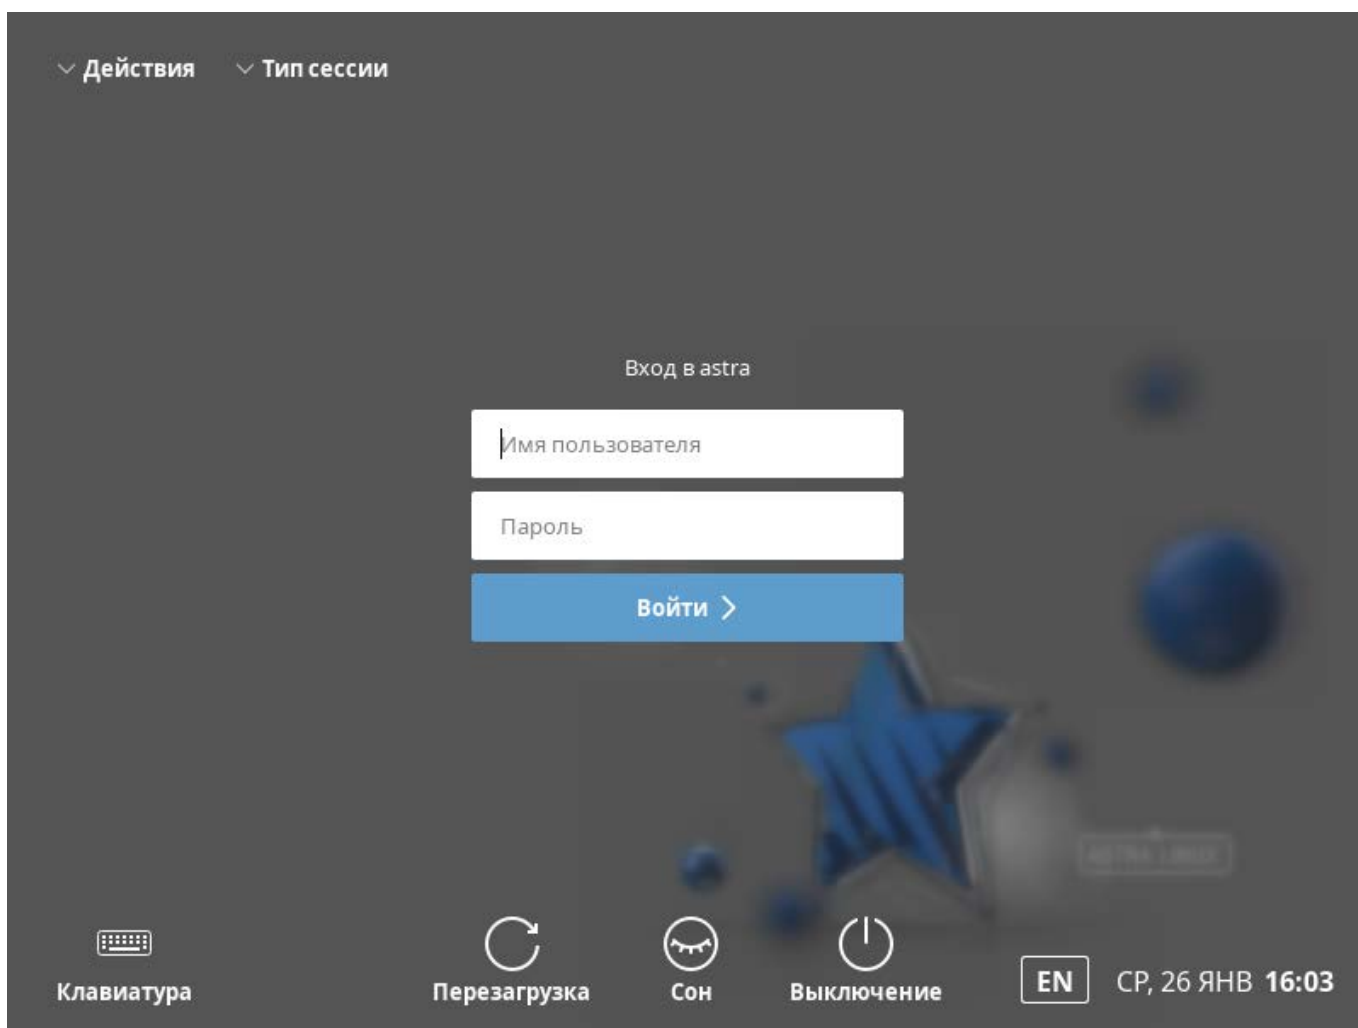 Действия Тип сессии
Вход в astra
Имя пользователя
Пароль
Войти
Клавиатура Перезагрузка Сон Выключение EN СР, 26 ЯНВ 16:03